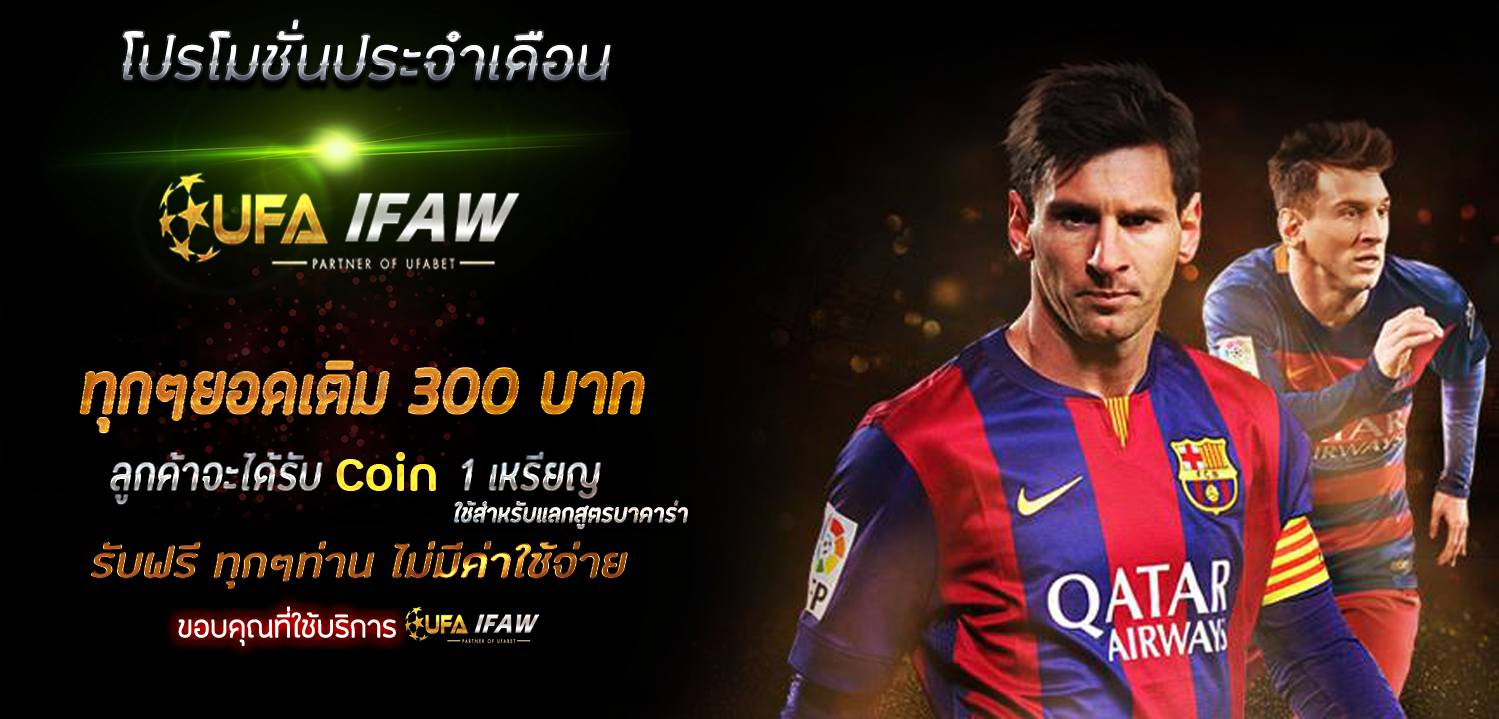 โปรโมชั่นประจำเดือน
UFA IFAW
PARTNER OF UFABET
ทุกๆยอดเติม 300 บาท
ลูกค้าจะได้รับ Coin 1 เหรียญ
ใช้สำหรับแลกสูตรบาคาร่า
รับฟรี ทุกๆท่าน ไม่มีค่าใช้จ่าย
ขอบคุณที่ใช้บริการ UFA IFAW
PARTNER OF UFABET
FCB
QATAR
AIRWAYS
FP
AIRWAYS